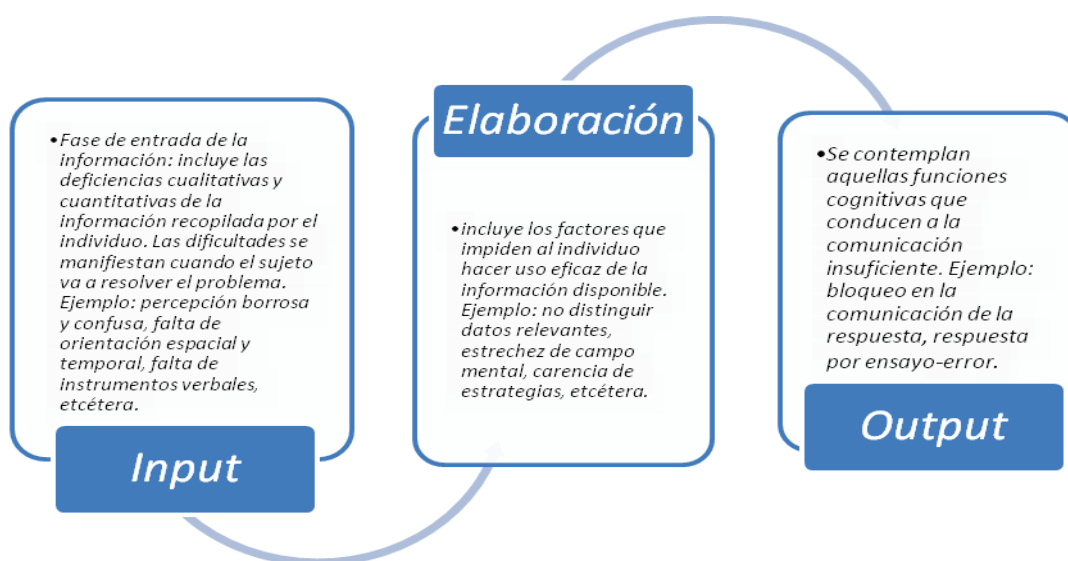 •Fase de entrada de la
información: incluye las
deficiencias cualitativas y
cuantitativas de la
información recopilada por el
individuo. Las dificultades se
manifiestan cuando el sujeto
va a resolver el problema.
Ejemplo: percepción borrosa
y confusa, falta de
orientación espacial y
temporal, falta de
instrumentos verbales,
etcétera.
Input
Elaboración
•incluye los factores que
impiden al individuo
hacer uso eficaz de la
información disponible.
Ejemplo: no distinguir
datos relevantes,
estrechez de campo
mental, carencia de
estrategias, etcétera.
•Se contemplan
aquellas funciones
cognitivas que
conducen a la
comunicación
insuficiente. Ejemplo:
bloqueo en la
comunicación de la
respuesta, respuesta
por ensayo-error.
Output